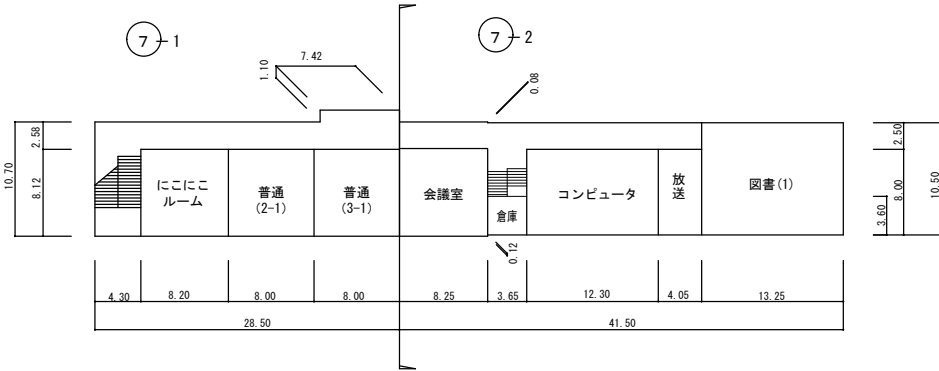 7-1
7-2
7.42
1.10
0.08
10.70
2.58
8.12
にこにこ
ルーム
普通
(2-1)
普通
(3-1)
会議室
倉庫
コンピュータ
放送
図書(1)
2.50
8.00
3.60
10.50
0.12
4.30
8.20
8.00
8.00
8.25
3.65
12.30
4.05
13.25
28.50
41.50